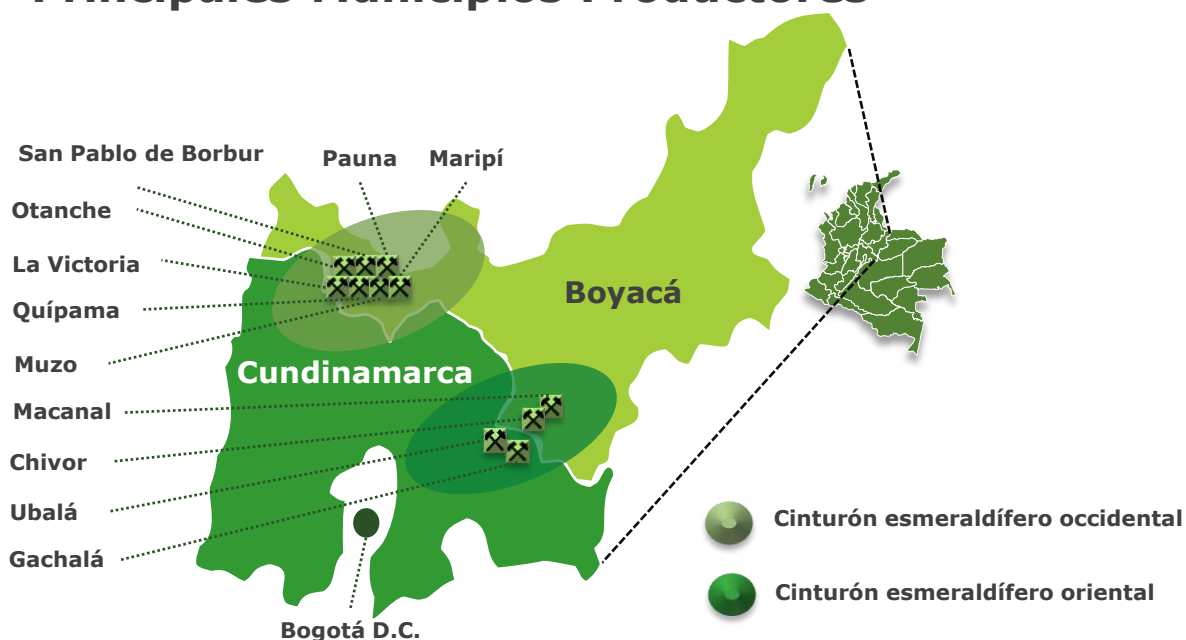 Principales Municipios Productores
San Pablo de Borbur
Pauna
Maripí
Otanche
La Victoria
Quípama
Muzo
Macanal
Chivor
Ubalá
Gachalá
Boyacá
Cundinamarca
Bogotá D.C.
Cinturón esmeraldífero occidental
Cinturón esmeraldífero oriental